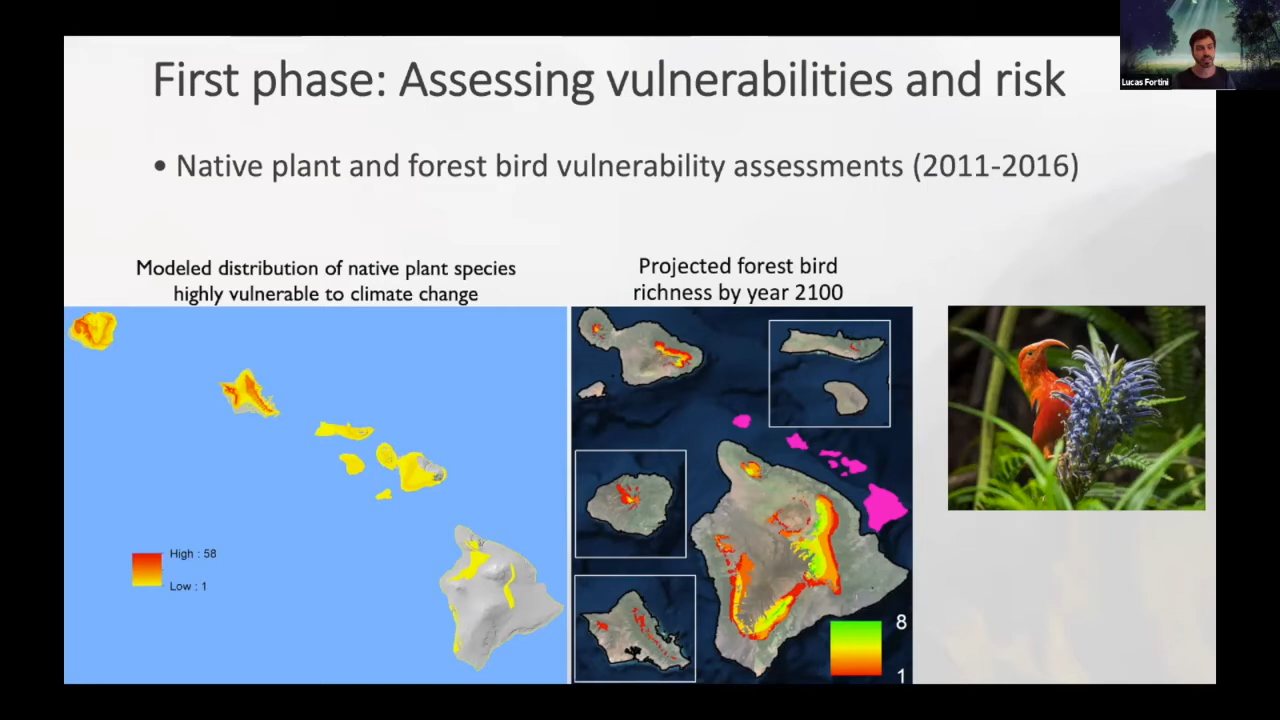 Lucas Fortini
First phase: Assessing vulnerabilities and risk
• Native plant and forest bird vulnerability assessments (2011-2016)
Modeled distribution of native plant species
highly vulnerable to climate change
Projected forest bird
richness by year 2100
High : 58
Low : 1
8
1